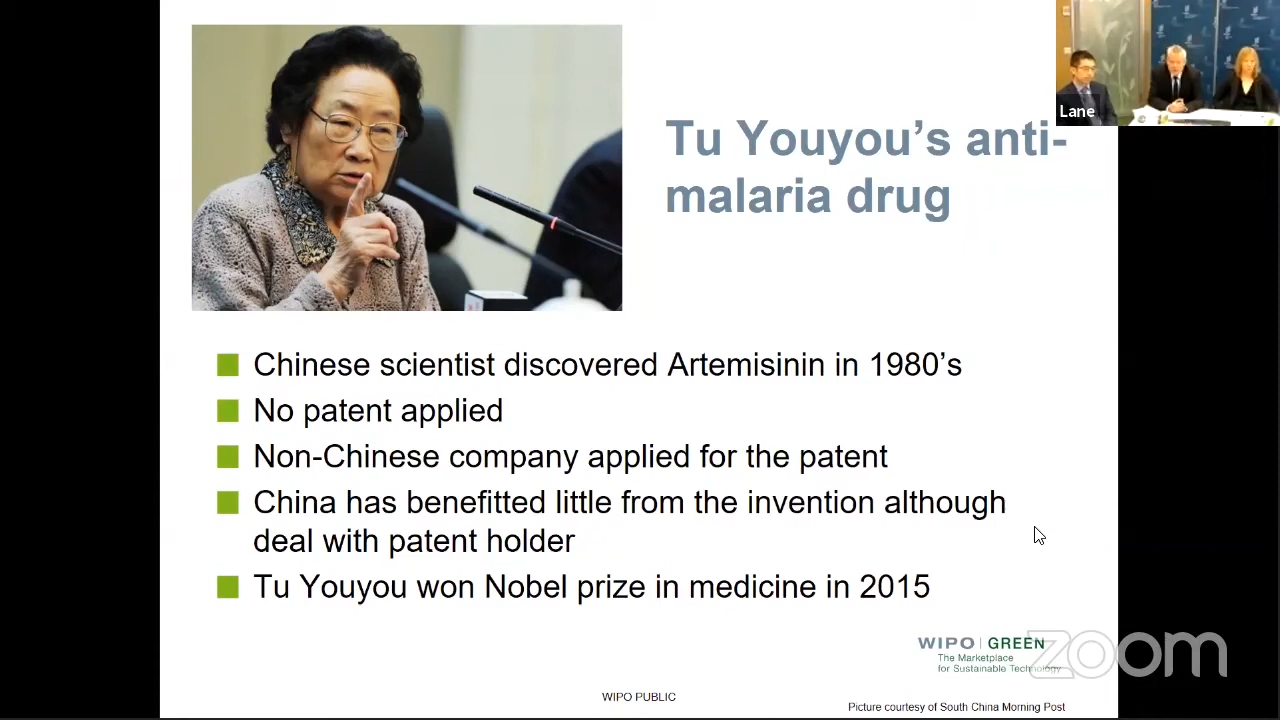 Lane
Tu Youyou’s anti-
malaria drug
Chinese scientist discovered Artemisinin in 1980’s
No patent applied
Non-Chinese company applied for the patent
China has benefitted little from the invention although
deal with patent holder
Tu Youyou won Nobel prize in medicine in 2015
WIPO | GREEN
The Marketplace
for Sustainable Technology
zoom
WIPO PUBLIC
Picture courtesy of South China Morning Post